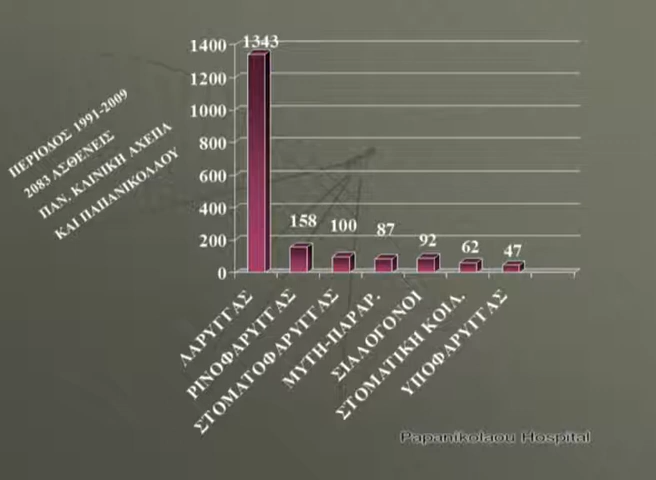 ΠΕΡΙΟΔΟΣ 1991-2009
2083 ΑΣΘΕΝΕΙΣ
ΠΑΝ. ΚΛΙΝΙΚΗ ΑΧΕΠΑ
ΚΑΙ ΠΑΠΑΝΙΚΟΛΑΟΥ
1400
1200
1000
800
600
400
200
0
1343
158
100
87
92
62
47
ΛΑΡΥΓΓΑΣ
ΡΙΝΟΦΑΡΥΓΓΑΣ
ΣΤΟΜΑΤΟΦΑΡΥΓΓΑΣ
ΜΥΤΗ-ΠΑΡΑΡ.
ΣΙΑΛΟΓΟΝΟΙ
ΣΤΟΜΑΤΙΚΗ ΚΟΙΛ.
ΥΠΟΦΑΡΥΓΓΑΣ
Papanikolaou Hospital